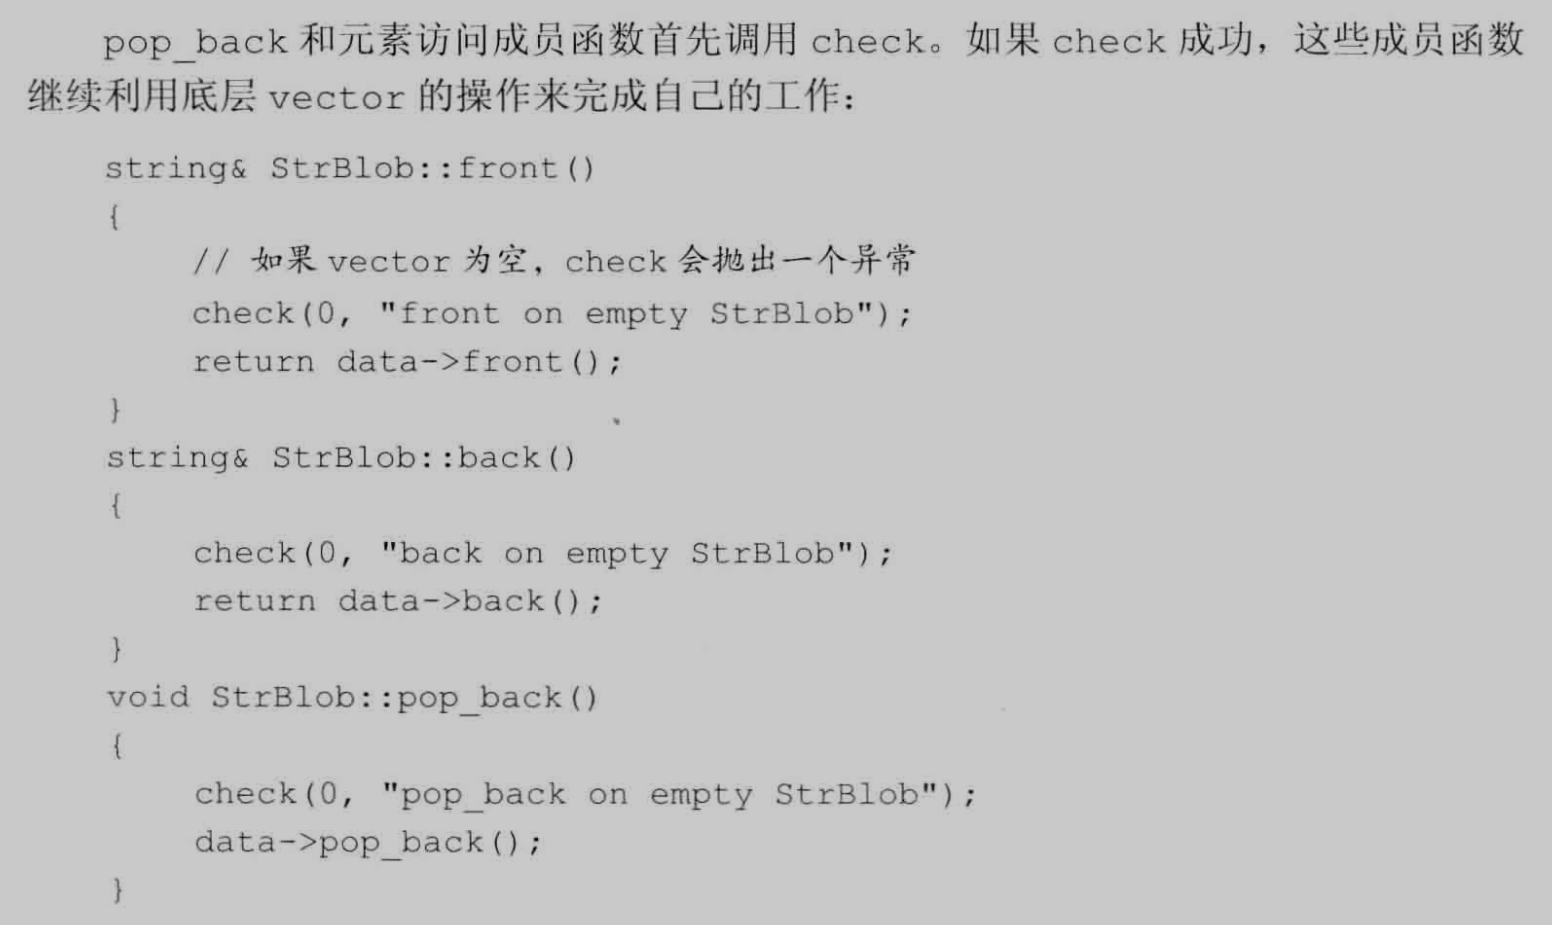 pop_back 和元素访问成员函数首先调用 check。如果 check 成功，这些成员函数
继续利用底层 vector 的操作来完成自己的工作：
string& StrBlob::front()
{
// 如果 vector 为空，check 会抛出一个异常
check(0, "front on empty StrBlob");
return data->front();
}
string& StrBlob::back()
{
check(0, "back on empty StrBlob");
return data->back();
}
void StrBlob::pop_back()
{
check(0, "pop_back on empty StrBlob");
data->pop_back();
}